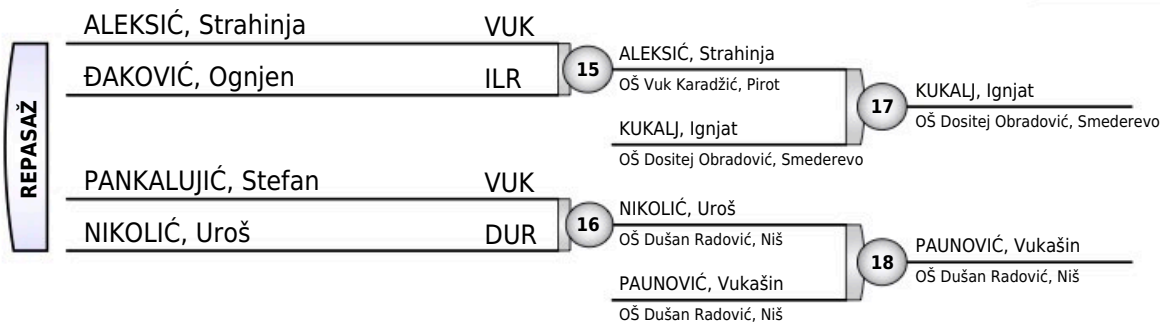 REPASAŽ
ALEKSIĆ, Strahinja VUK
ĐAKOVIĆ, Ognjen ILR
15
ALEKSIĆ, Strahinja
OŠ Vuk Karadžić, Pirot
KUKALJ, Ignjat
OŠ Dositej Obradović, Smederevo
17
KUKALJ, Ignjat
OŠ Dositej Obradović, Smederevo
PANKALUJIĆ, Stefan VUK
NIKOLIĆ, Uroš DUR
16
NIKOLIĆ, Uroš
OŠ Dušan Radović, Niš
PAUNOVIĆ, Vukašin
OŠ Dušan Radović, Niš
18
PAUNOVIĆ, Vukašin
OŠ Dušan Radović, Niš